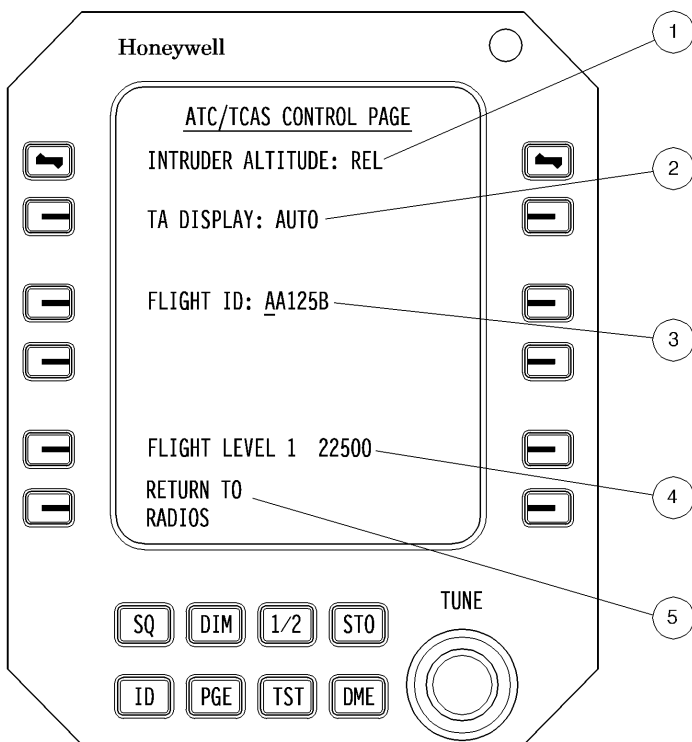 Honeywell
1
ATC/TCAS CONTROL PAGE
INTRUDER ALTITUDE: REL
2
TA DISPLAY: AUTO
FLIGHT ID: AA125B
3
FLIGHT LEVEL 1 22500
4
RETURN TO
RADIOS
5
TUNE
SQ DIM 1/2 STO
ID PGE TST DME